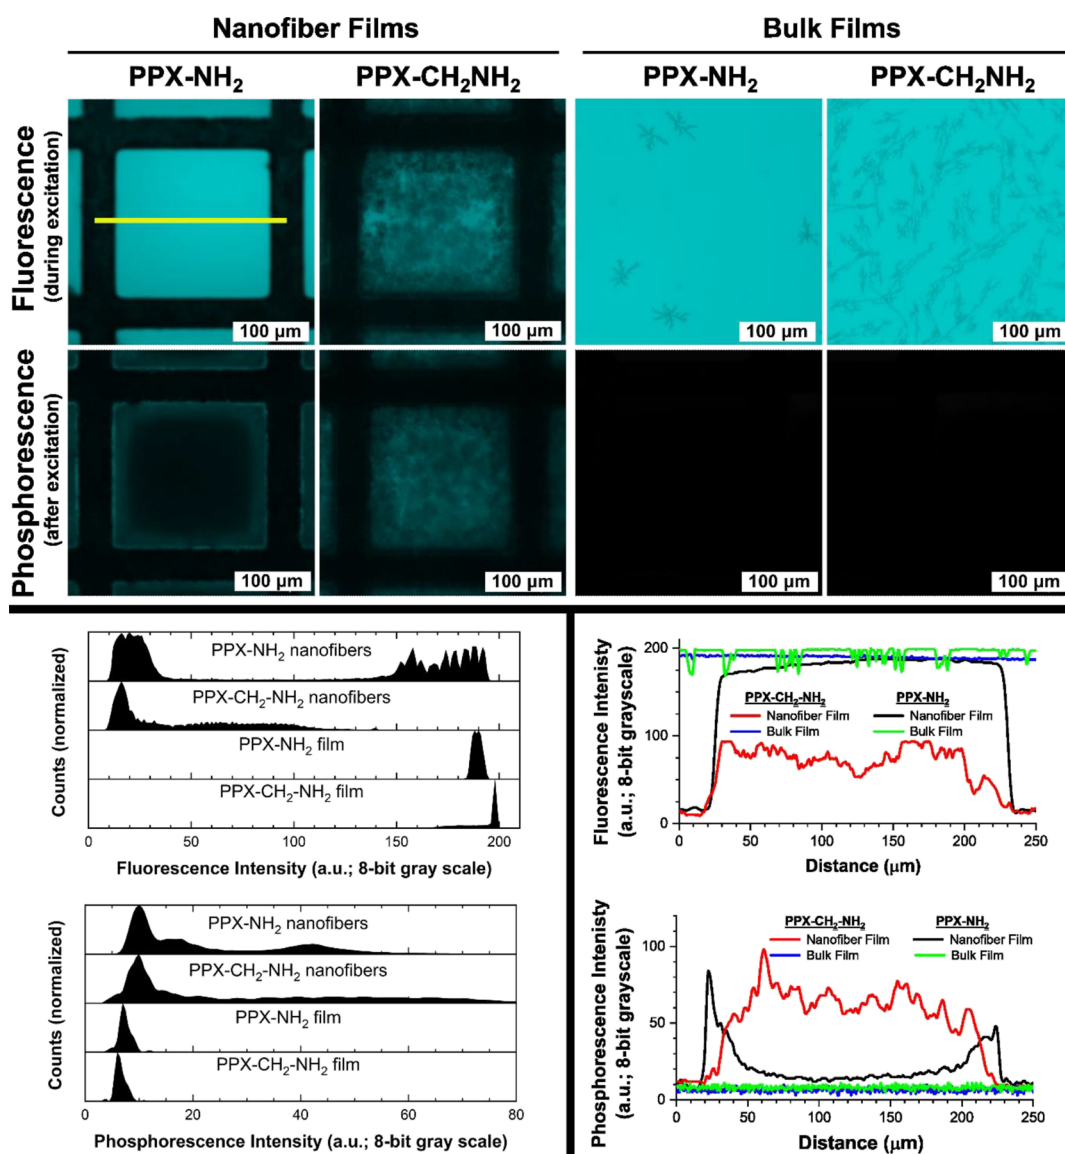 Nanofiber Films
Bulk Films
PPX-NH₂
PPX-CH₂NH₂
PPX-NH₂
PPX-CH₂NH₂
Fluorescence
(during excitation)
100 µm
100 µm
100 µm
100 µm
Phosphorescence
(after excitation)
100 µm
100 µm
100 µm
100 µm
Counts (normalized)
PPX-NH₂ nanofibers
PPX-CH₂-NH₂ nanofibers
PPX-NH₂ film
PPX-CH₂-NH₂ film
0 50 100 150 200
Fluorescence Intensity (a.u.; 8-bit gray scale)
Counts (normalized)
PPX-NH₂ nanofibers
PPX-CH₂-NH₂ nanofibers
PPX-NH₂ film
PPX-CH₂-NH₂ film
0 20 40 60 80
Phosphorescence Intensity (a.u.; 8-bit gray scale)
Fluorescence Intenisty
(a.u.; 8-bit grayscale)
200
100
0
PPX-CH₂-NH₂ PPX-NH₂
Nanofiber Film Nanofiber Film
Bulk Film Bulk Film
0 50 100 150 200 250
Distance (µm)
Phosphorescence Intenisty
(a.u.; 8-bit grayscale)
100
50
0
PPX-CH₂-NH₂ PPX-NH₂
Nanofiber Film Nanofiber Film
Bulk Film Bulk Film
0 50 100 150 200 250
Distance (µm)